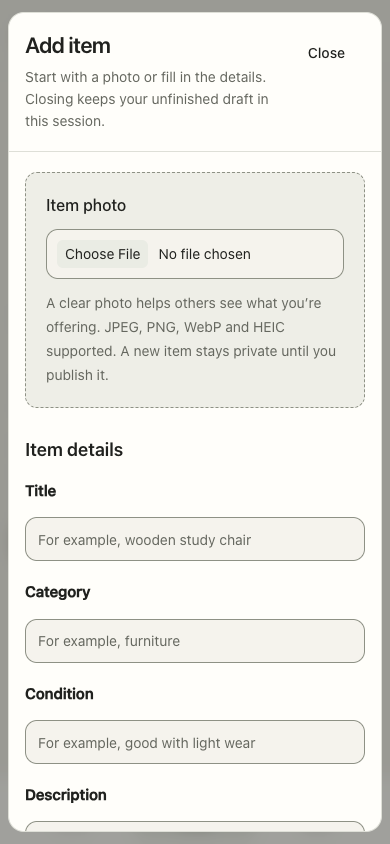 Add item
Close
Start with a photo or fill in the details.
Closing keeps your unfinished draft in
this session.
Item photo
Choose File No file chosen
A clear photo helps others see what you're
offering. JPEG, PNG, WebP and HEIC
supported. A new item stays private until you
publish it.
Item details
Title
For example, wooden study chair
Category
For example, furniture
Condition
For example, good with light wear
Description